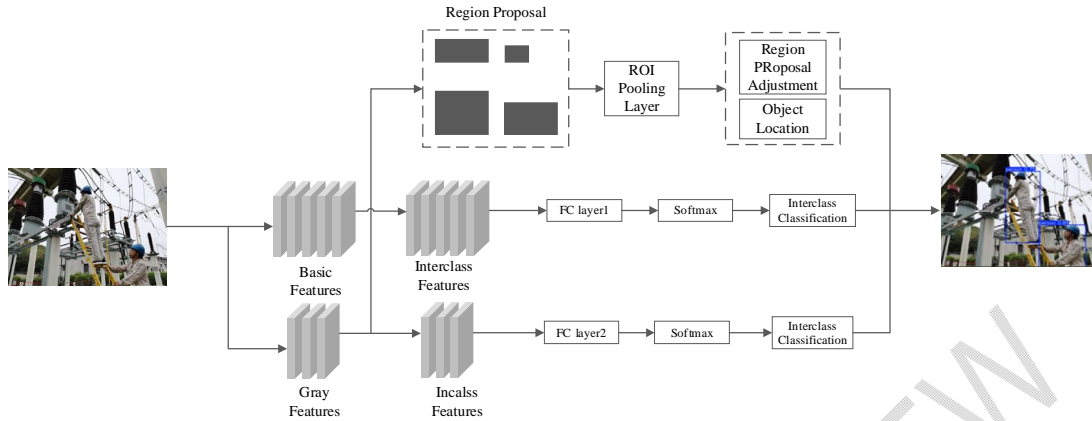 Region Proposal
ROI
Pooling
Layer
Region
PRoposal
Adjustment
Object
Location
Basic
Features
Interclass
Features
FC layer1
Softmax
Interclass
Classification
Gray
Features
Incalss
Features
FC layer2
Softmax
Interclass
Classification
EW